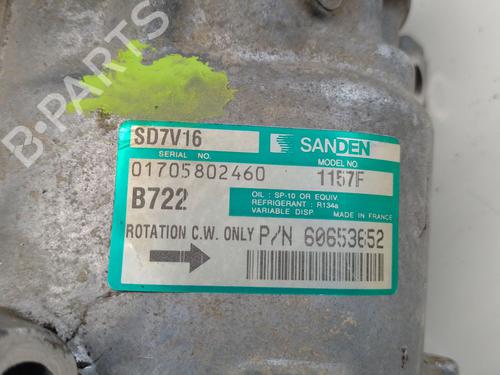 B-PARTS
SD7V16
SANDEN
SERIAL NO.
MODEL NO.
01705802460
1157F
B722
OIL : SP-10 OR EQUIV.
REFRIGERANT : R134a
VARIABLE DISP. MADE IN FRANCE
ROTATION C.W. ONLY P/N 60653652